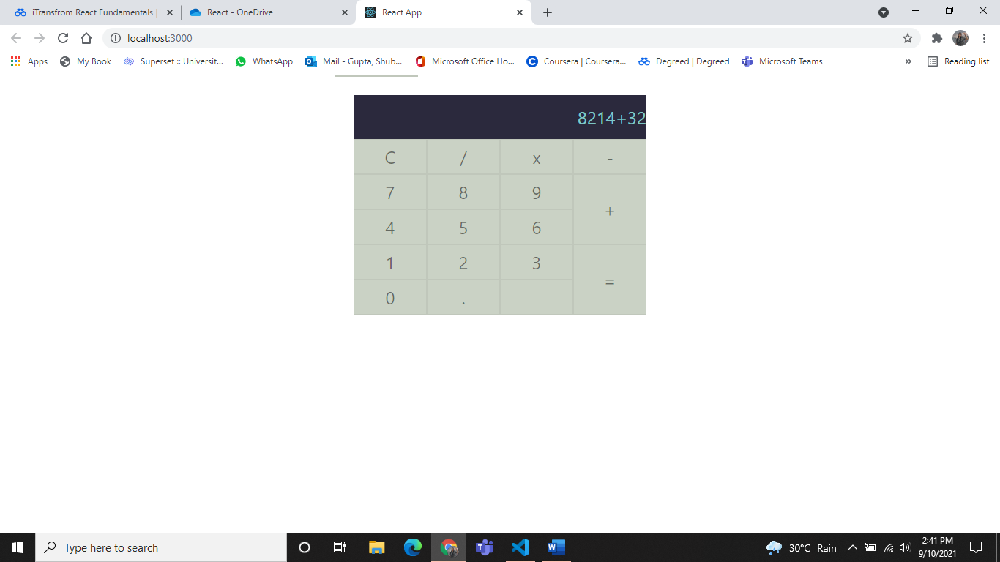 iTransfrom React Fundamentals |
React - OneDrive
React App
localhost:3000
Apps
My Book
Superset :: Universit...
WhatsApp
Mail - Gupta, Shub...
Microsoft Office Ho...
Coursera | Coursera...
Degreed | Degreed
Microsoft Teams
»
Reading list
8214+32
C / x -
7 8 9
+
4 5 6
1 2 3
=
0 .
Type here to search
30°C Rain
2:41 PM
9/10/2021